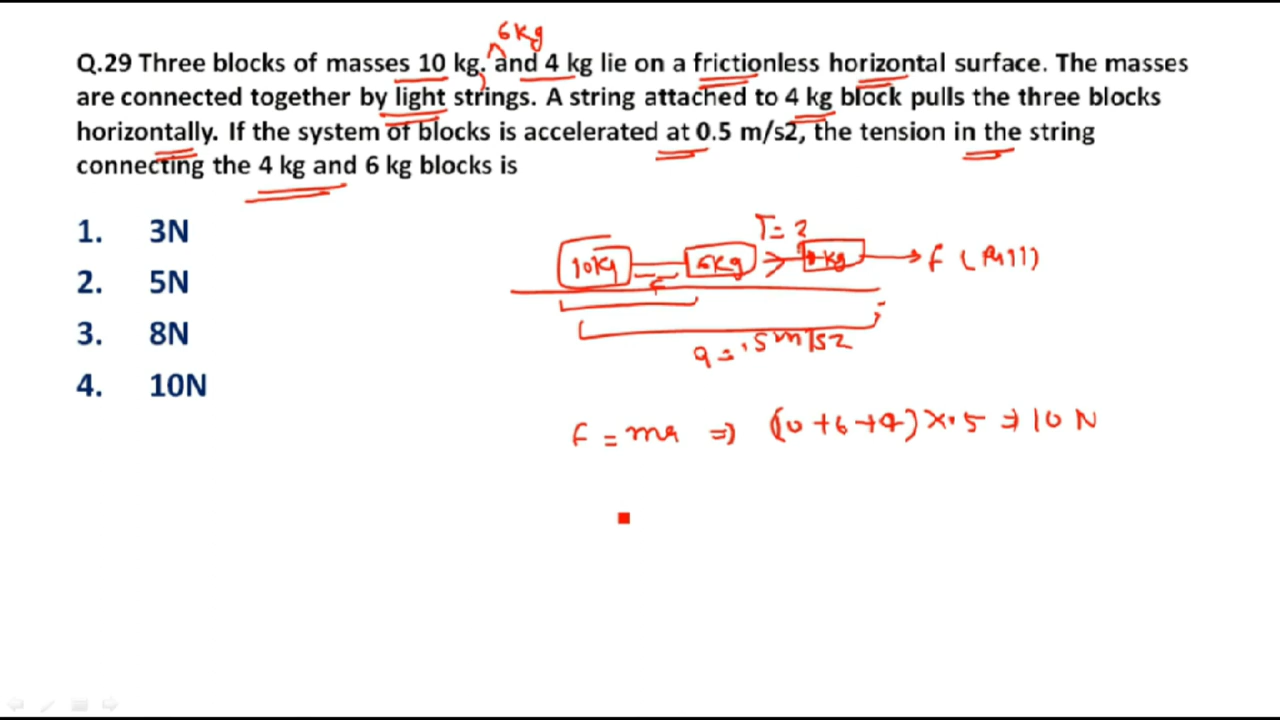 6kg
Q.29 Three blocks of masses 10 kg. and 4 kg lie on a frictionless horizontal surface. The masses
are connected together by light strings. A string attached to 4 kg block pulls the three blocks
horizontally. If the system of blocks is accelerated at 0.5 m/s2, the tension in the string
connecting the 4 kg and 6 kg blocks is
1. 3N
2. 5N
3. 8N
4. 10N
T=?
10kg 6kg 4kg F (Pull)
a = .5m/s2
F = ma ⇒ (10+6+4)×.5 ⇒ 10 N